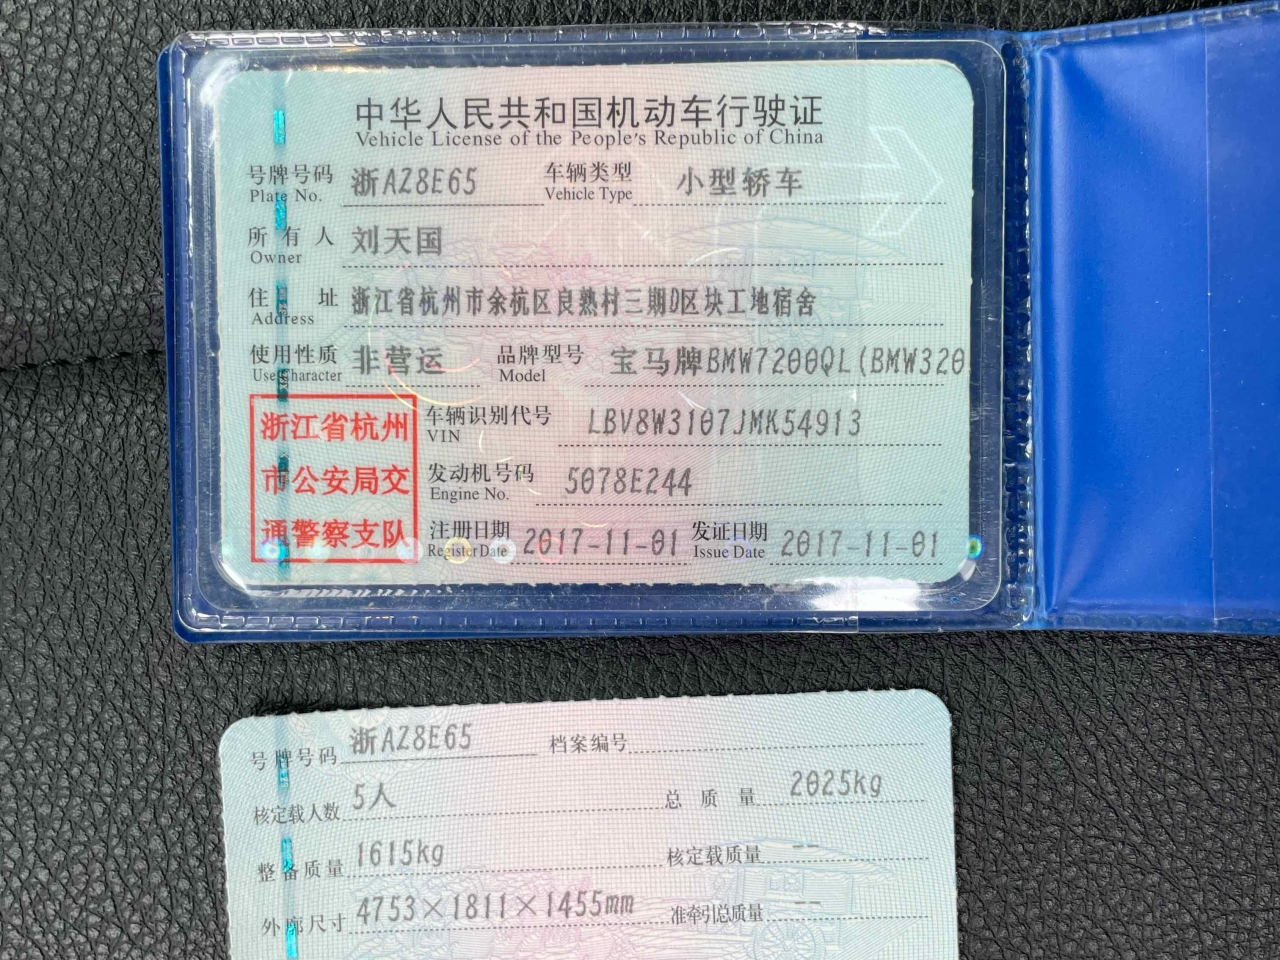 中华人民共和国机动车行驶证
Vehicle License of the People's Republic of China
号牌号码 浙AZ8E65 车辆类型 小型轿车
Plate No. Vehicle Type
所有人 刘天国
Owner
住址 浙江省杭州市余杭区良熟村三期D区块工地宿舍
Address
使用性质 非营运 品牌型号 宝马牌BMW7200QL(BMW320
Use Character Model
浙江省杭州
市公安局交
通警察支队
车辆识别代号 LBV8W3107JMK54913
VIN
发动机号码 5078E244
Engine No.
注册日期 2017-11-01 发证日期 2017-11-01
Register Date Issue Date
号牌号码 浙AZ8E65 档案编号
核定载人数 5人 总质量 2025kg
整备质量 1615kg 核定载质量 --
外廓尺寸 4753×1811×1455mm 准牵引总质量 --